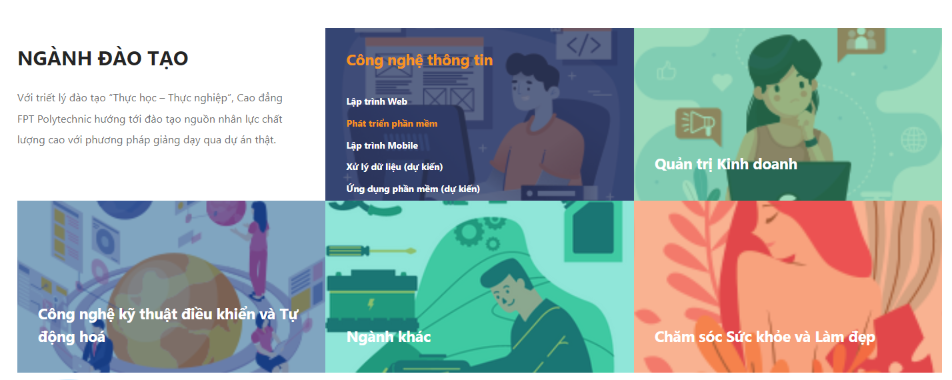 NGÀNH ĐÀO TẠO
Với triết lý đào tạo “Thực học – Thực nghiệp”, Cao đẳng
FPT Polytechnic hướng tới đào tạo nguồn nhân lực chất
lượng cao với phương pháp giảng dạy qua dự án thật.
Công nghệ thông tin
Lập trình Web
Phát triển phần mềm
Lập trình Mobile
Xử lý dữ liệu (dự kiến)
Ứng dụng phần mềm (dự kiến)
</>
Quản trị Kinh doanh
Công nghệ kỹ thuật điều khiển và Tự
động hoá
Ngành khác
Chăm sóc Sức khỏe và Làm đẹp